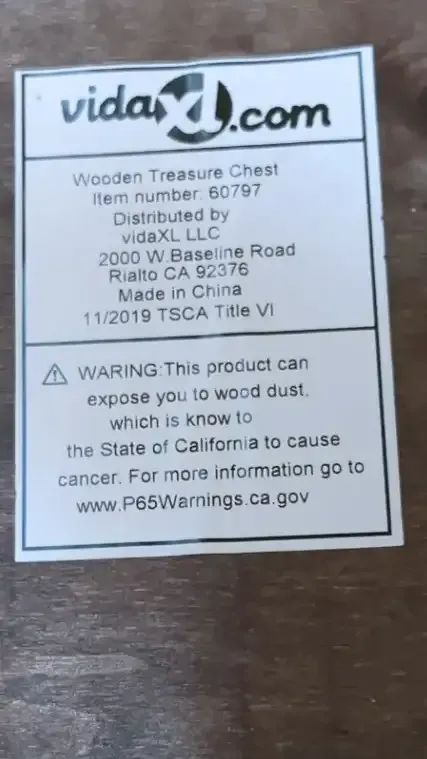 vidaXL.com
Wooden Treasure Chest
Item number: 60797
Distributed by
vidaXL LLC
2000 W.Baseline Road
Rialto CA 92376
Made in China
11/2019 TSCA Title VI
WARING:This product can
expose you to wood dust,
which is know to
the State of California to cause
cancer. For more information go to
www.P65Warnings.ca.gov